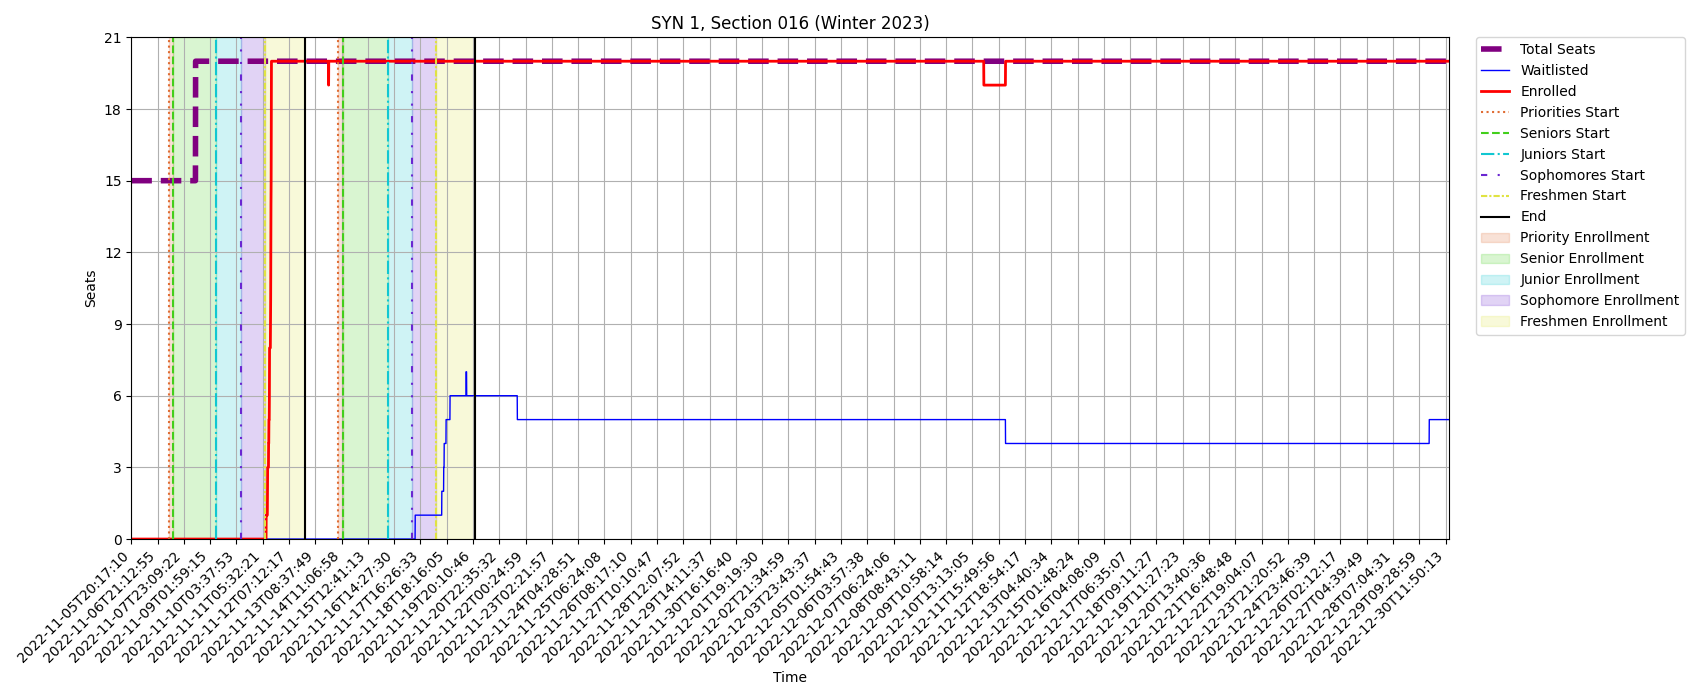 SYN 1, Section 016 (Winter 2023)
21
18
15
12
9
6
3
0
Seats
2022-11-05T20:17:10
2022-11-06T21:12:55
2022-11-07T23:09:22
2022-11-09T01:59:15
2022-11-10T03:37:53
2022-11-11T05:32:21
2022-11-12T07:12:17
2022-11-13T08:37:49
2022-11-14T11:06:58
2022-11-15T12:41:13
2022-11-16T14:27:30
2022-11-17T16:26:33
2022-11-18T18:16:05
2022-11-19T20:10:46
2022-11-20T22:35:32
2022-11-22T00:24:59
2022-11-23T02:21:57
2022-11-24T04:28:51
2022-11-25T06:24:08
2022-11-26T08:17:10
2022-11-27T10:10:47
2022-11-28T12:07:52
2022-11-29T14:11:37
2022-11-30T16:16:40
2022-12-01T19:19:30
2022-12-02T21:34:59
2022-12-03T23:43:37
2022-12-05T01:54:43
2022-12-06T03:57:38
2022-12-07T06:24:06
2022-12-08T08:43:11
2022-12-09T10:58:14
2022-12-10T13:13:05
2022-12-11T15:49:56
2022-12-12T18:54:17
2022-12-13T04:40:34
2022-12-15T01:48:24
2022-12-16T04:08:09
2022-12-17T06:35:07
2022-12-18T09:11:27
2022-12-19T11:27:23
2022-12-20T13:40:36
2022-12-21T16:48:48
2022-12-22T19:04:07
2022-12-23T21:20:52
2022-12-24T23:46:39
2022-12-26T02:12:17
2022-12-27T04:39:49
2022-12-28T07:04:31
2022-12-29T09:28:59
2022-12-30T11:50:13
Time
Total Seats
Waitlisted
Enrolled
Priorities Start
Seniors Start
Juniors Start
Sophomores Start
Freshmen Start
End
Priority Enrollment
Senior Enrollment
Junior Enrollment
Sophomore Enrollment
Freshmen Enrollment